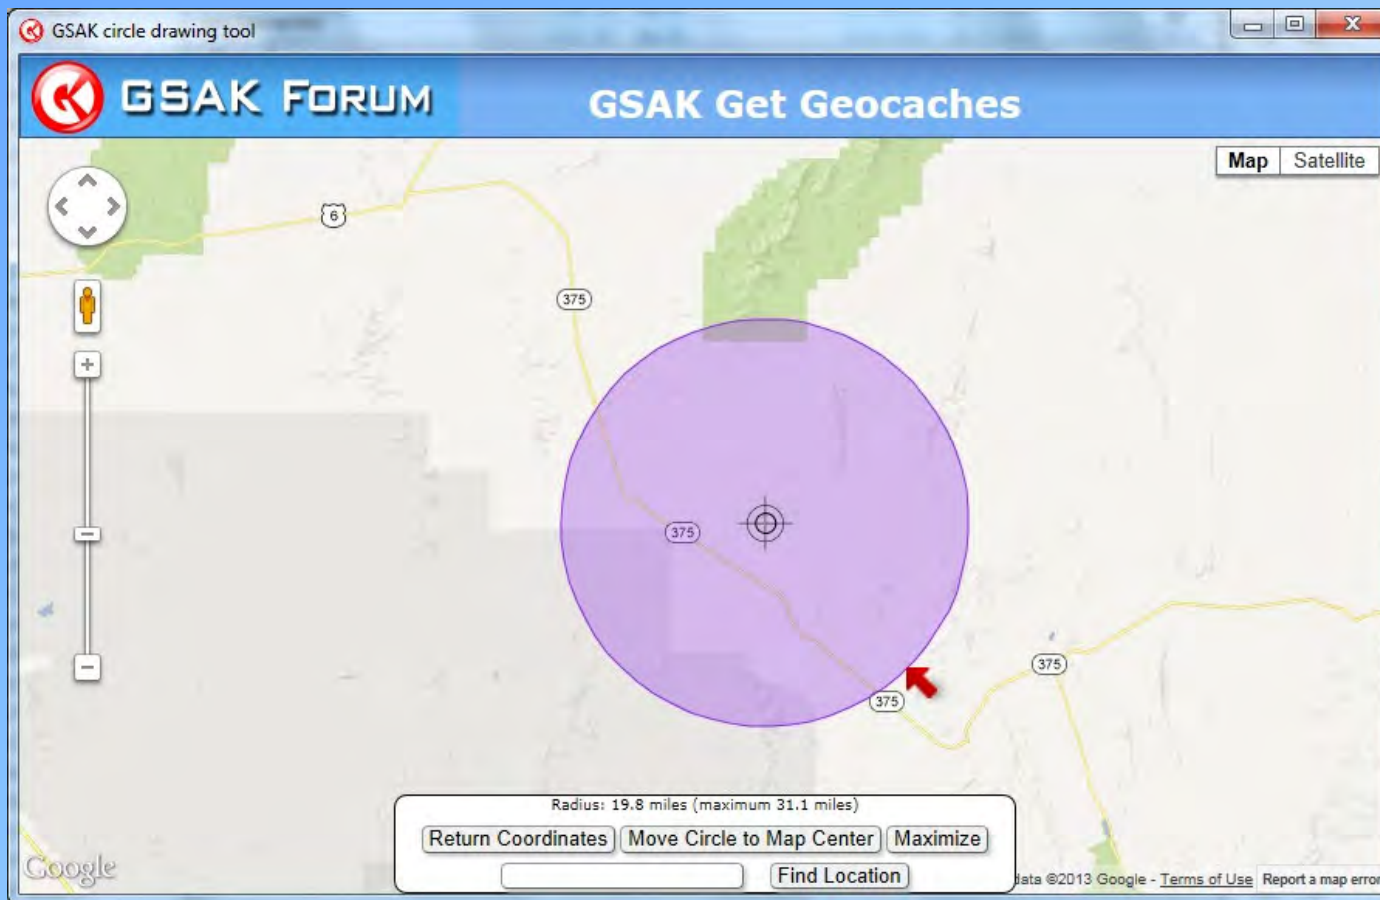 GSAK circle drawing tool
GSAK FORUM
GSAK Get Geocaches
Map Satellite
6
375
375
375
375
Radius: 19.8 miles (maximum 31.1 miles)
Return Coordinates Move Circle to Map Center Maximize
Find Location
Google
data ©2013 Google - Terms of Use Report a map error